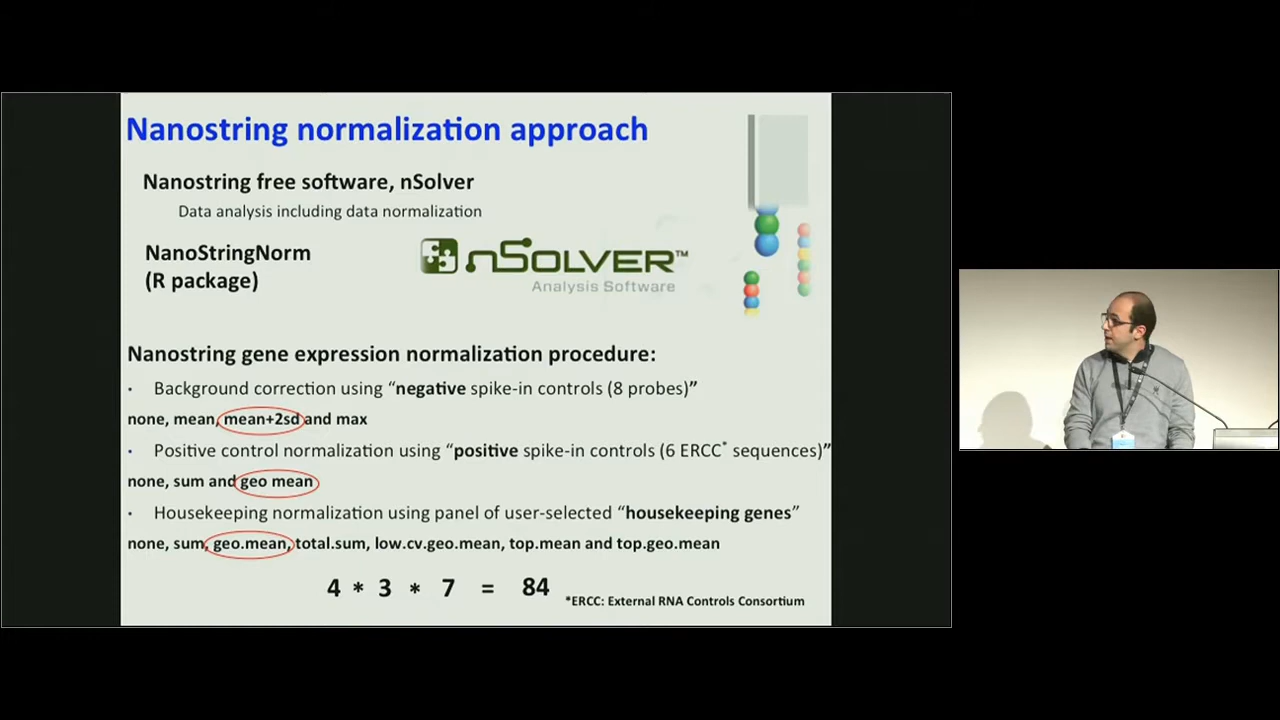 Nanostring normalization approach
Nanostring free software, nSolver
Data analysis including data normalization
NanoStringNorm
(R package)
nSOLVER™
Analysis Software
Nanostring gene expression normalization procedure:
· Background correction using “negative spike-in controls (8 probes)”
none, mean, mean+2sd and max
· Positive control normalization using “positive spike-in controls (6 ERCC* sequences)”
none, sum and geo mean
· Housekeeping normalization using panel of user-selected “housekeeping genes”
none, sum, geo.mean, total.sum, low.cv.geo.mean, top.mean and top.geo.mean
4 * 3 * 7 = 84
*ERCC: External RNA Controls Consortium